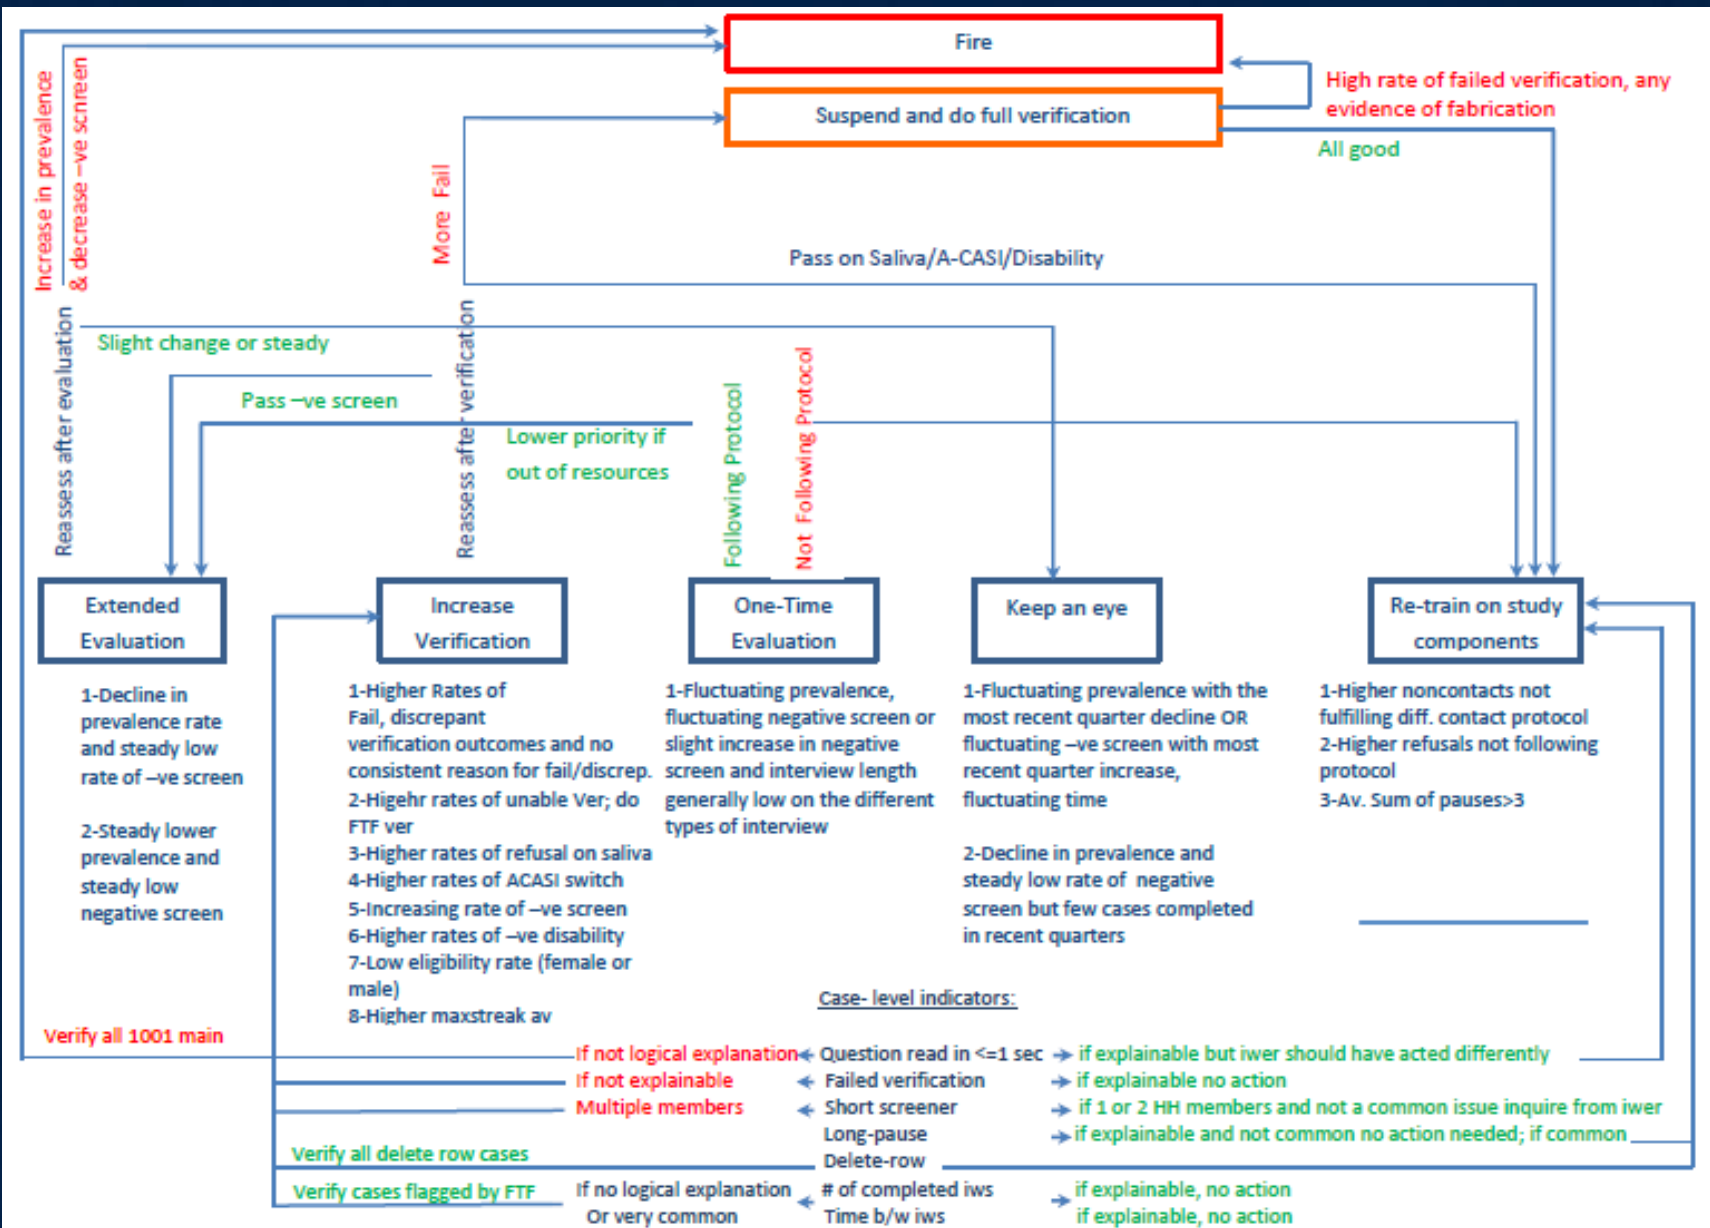 Fire
Suspend and do full verification
High rate of failed verification, any
evidence of fabrication
All good
Increase in prevalence
& decrease –ve scnreen
More Fail
Pass on Saliva/A-CASI/Disability
Reassess after evaluation
Slight change or steady
Reassess after verification
Pass –ve screen
Lower priority if
out of resources
Following Protocol
Not Following Protocol
Extended
Evaluation
Increase
Verification
One-Time
Evaluation
Keep an eye
Re-train on study
components
1-Decline in
prevalence rate
and steady low
rate of –ve screen
2-Steady lower
prevalence and
steady low
negative screen
1-Higher Rates of
Fail, discrepant
verification outcomes and no
consistent reason for fail/discrep.
2-Higehr rates of unable Ver; do
FTF ver
3-Higher rates of refusal on saliva
4-Higher rates of ACASI switch
5-Increasing rate of –ve screen
6-Higher rates of –ve disability
7-Low eligibility rate (female or
male)
8-Higher maxstreak av
1-Fluctuating prevalence,
fluctuating negative screen or
slight increase in negative
screen and interview length
generally low on the different
types of interview
1-Fluctuating prevalence with the
most recent quarter decline OR
fluctuating –ve screen with most
recent quarter increase,
fluctuating time
2-Decline in prevalence and
steady low rate of negative
screen but few cases completed
in recent quarters
1-Higher noncontacts not
fulfilling diff. contact protocol
2-Higher refusals not following
protocol
3-Av. Sum of pauses>3
Case- level indicators:
Verify all 1001 main
If not logical explanation Question read in <=1 sec if explainable but iwer should have acted differently
If not explainable Failed verification if explainable no action
Multiple members Short screener if 1 or 2 HH members and not a common issue inquire from iwer
Long-pause if explainable and not common no action needed; if common
Verify all delete row cases Delete-row
Verify cases flagged by FTF If no logical explanation # of completed iws if explainable, no action
Or very common Time b/w iws if explainable, no action